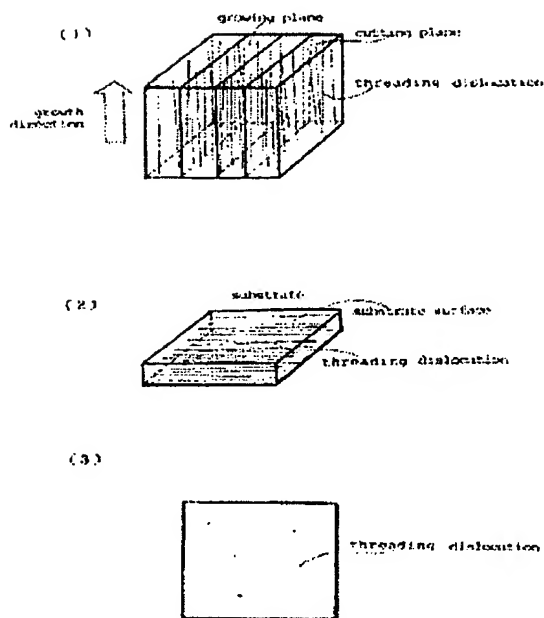 growing plane
(1)
cutting plane
threading dislocation
growth
direction
(2)
substrate
substrate surface
threading dislocation
(3)
threading dislocation